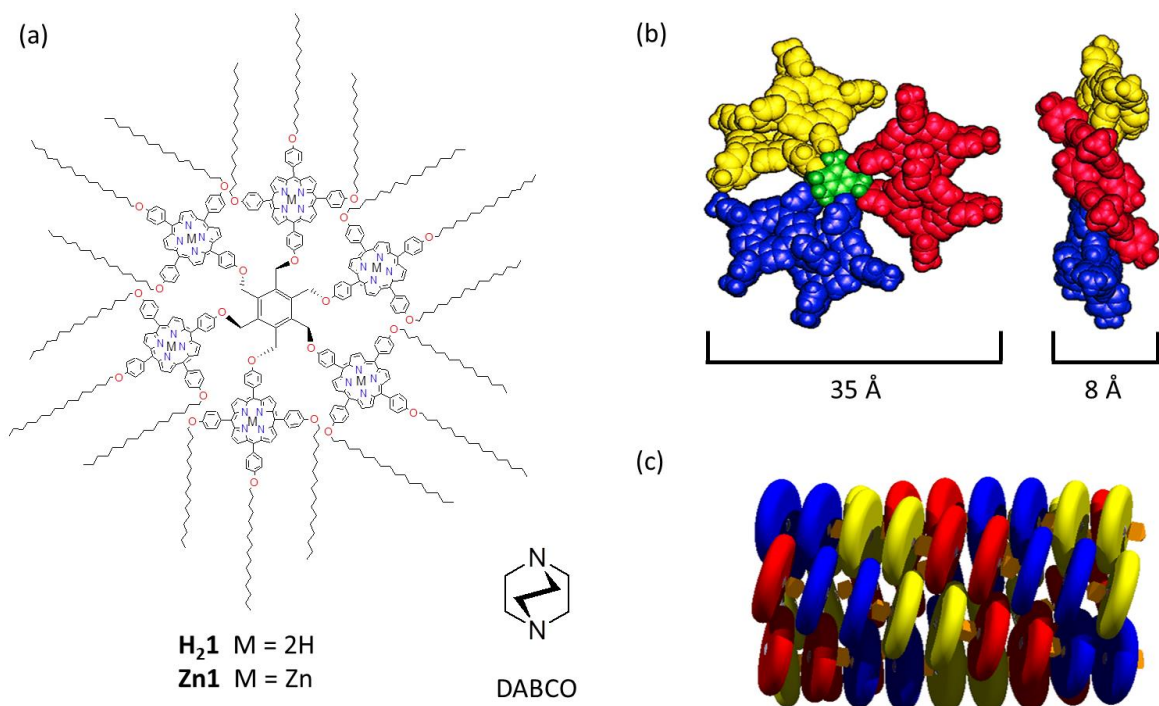 (a)
H₂1 M = 2H
Zn1 M = Zn
DABCO
N
N
(b)
35 Å
8 Å
(c)